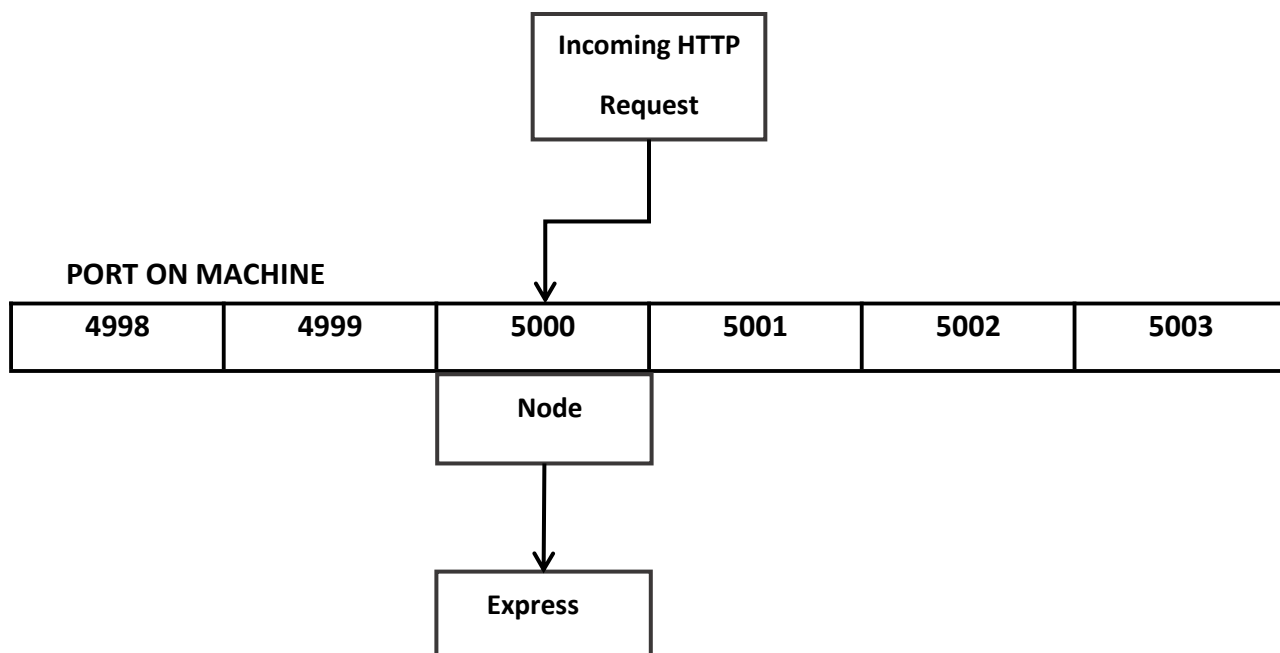 Incoming HTTP
Request
PORT ON MACHINE
4998 4999 5000 5001 5002 5003
Node
Express